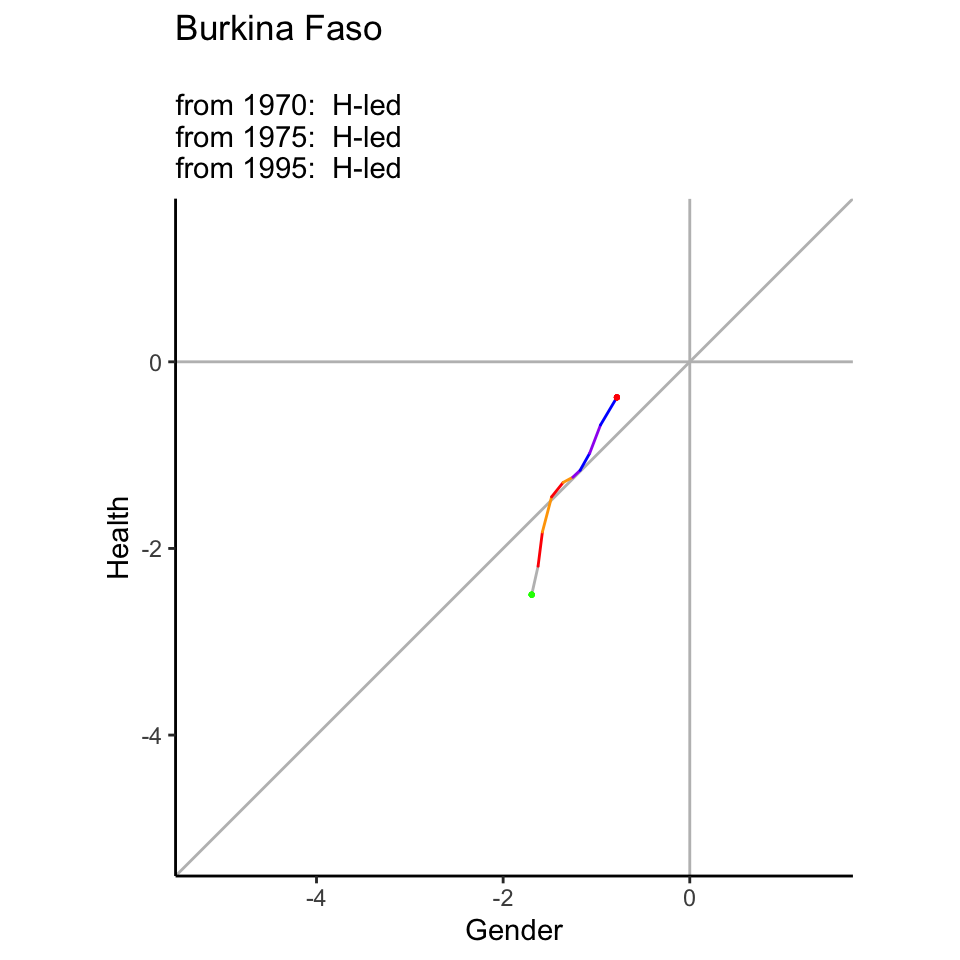 Burkina Faso
from 1970:  H-led
from 1975:  H-led
from 1995:  H-led
Health
0
-2
-4
-4
-2
0
Gender